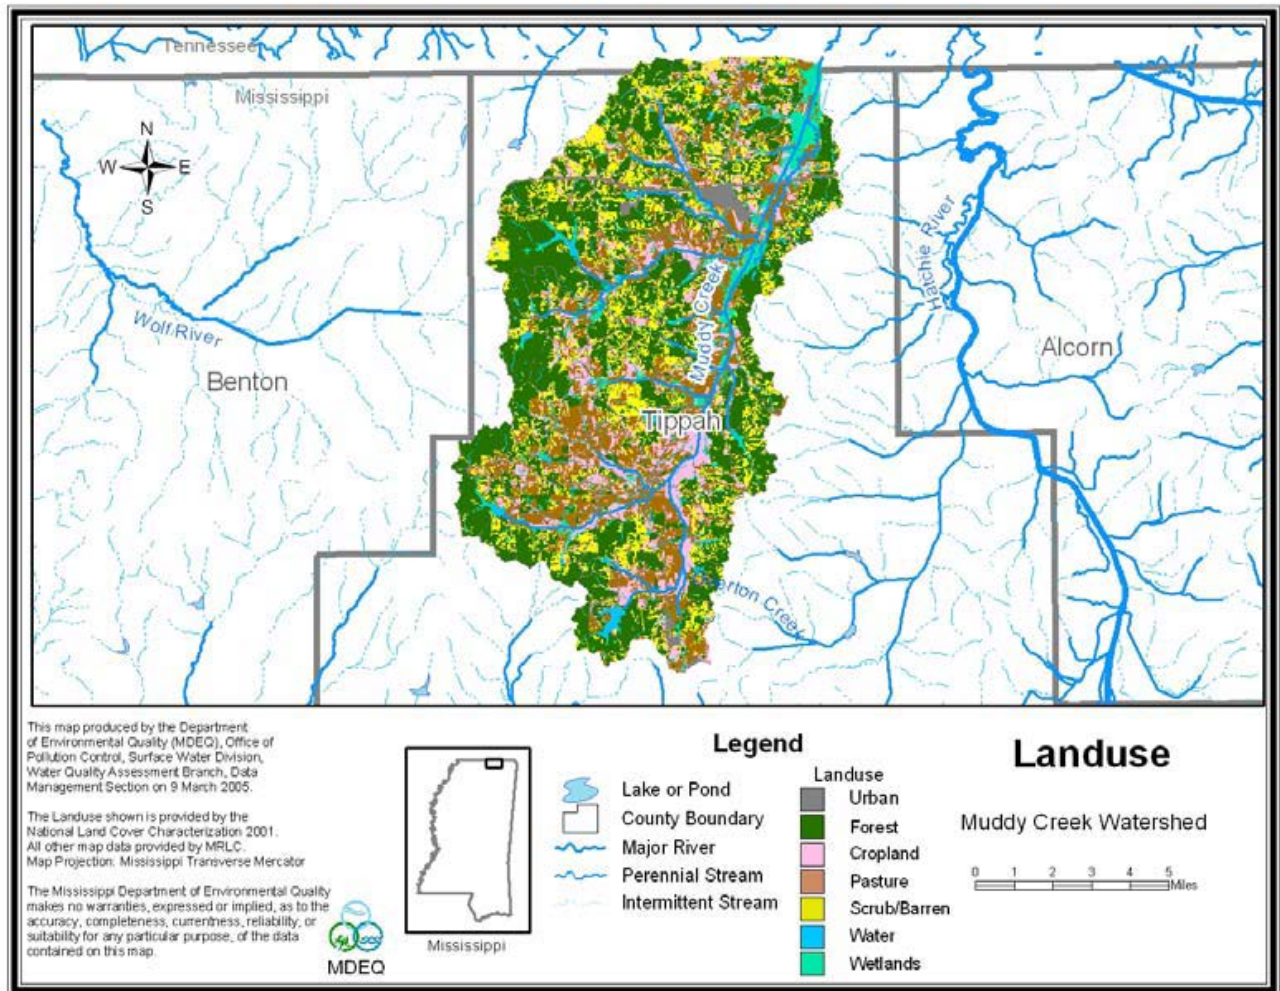 Tennessee
Mississippi
N
W
E
S
Wolf River
Benton
Muddy Creek
Tippah
Hatchie River
Alcorn
Creek
This map produced by the Department
of Environmental Quality (MDEQ), Office of
Pollution Control, Surface Water Division,
Water Quality Assessment Branch, Data
Management Section on 9 March 2005.
The Landuse shown is provided by the
National Land Cover Characterization 2001.
All other map data provided by MRLC.
Map Projection: Mississippi Transverse Mercator
The Mississippi Department of Environmental Quality
makes no warranties, expressed or implied, as to the
accuracy, completeness, currentness, reliability, or
suitability for any particular purpose, of the data
contained on this map.
MDEQ
Mississippi
Legend
Lake or Pond
County Boundary
Major River
Perennial Stream
Intermittent Stream
Landuse
Urban
Forest
Cropland
Pasture
Scrub/Barren
Water
Wetlands
Landuse
Muddy Creek Watershed
0 1 2 3 4 5
Miles